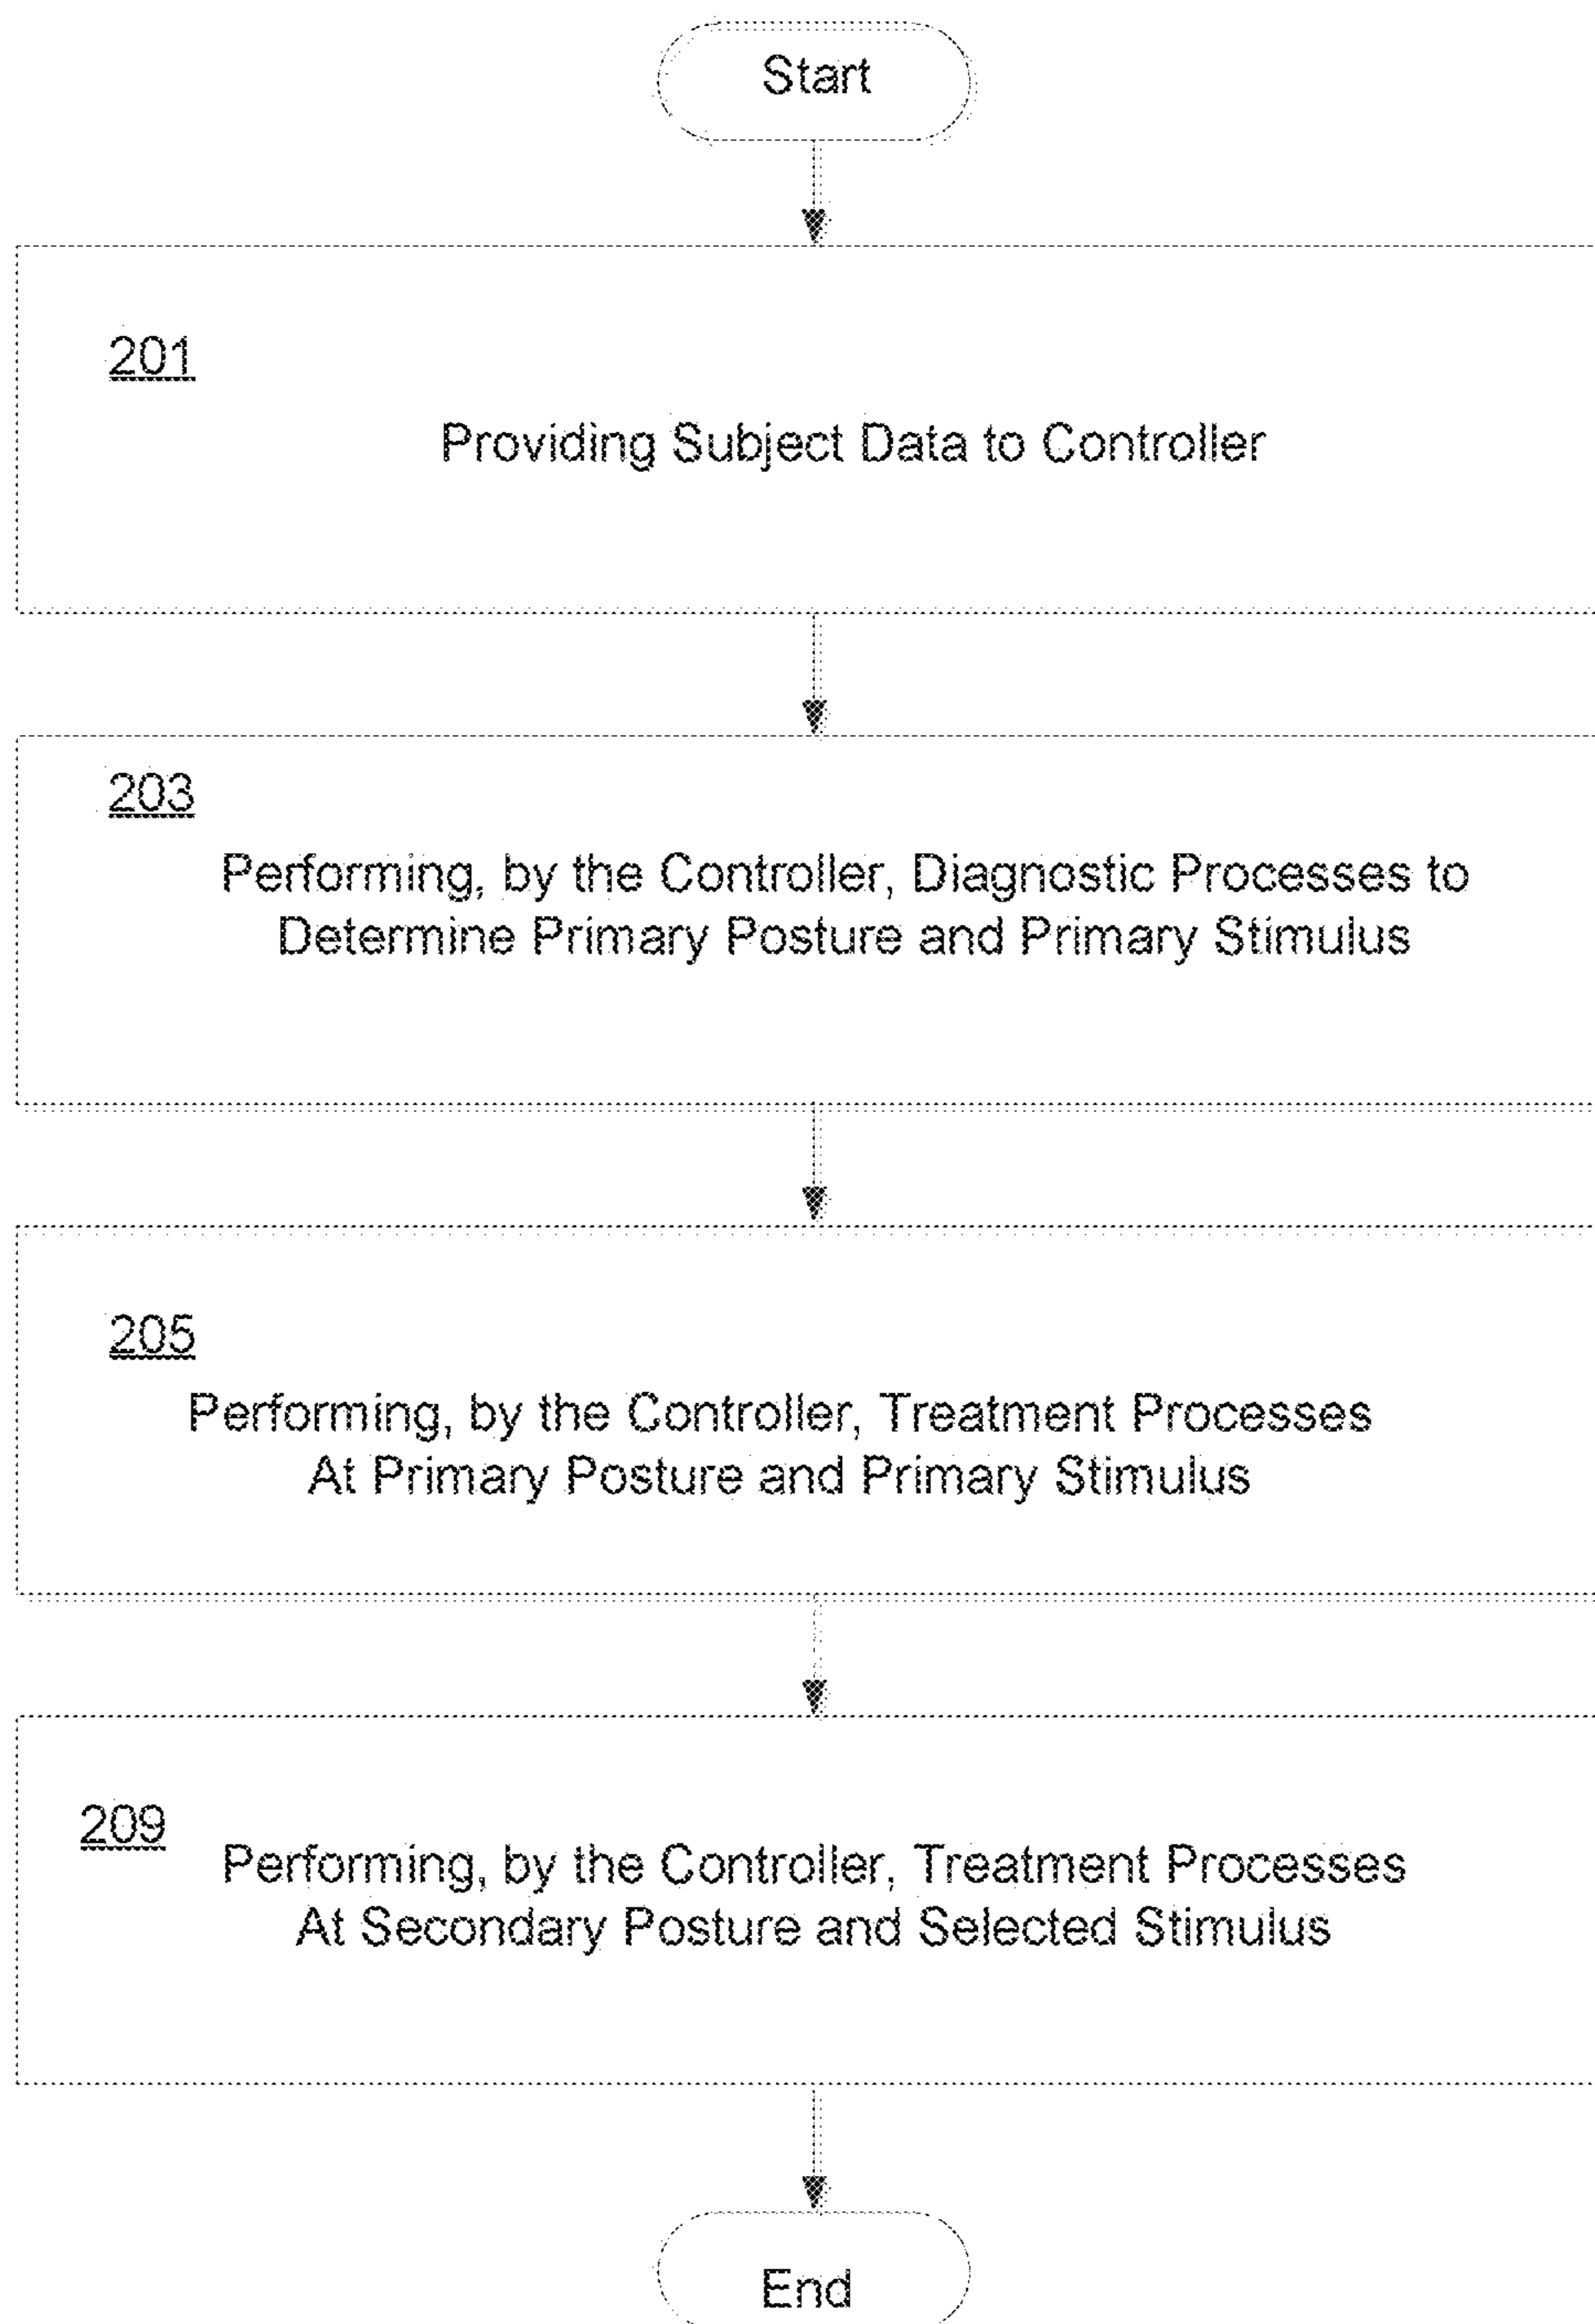 Start
201
Providing Subject Data to Controller
203
Performing, by the Controller, Diagnostic Processes to
Determine Primary Posture and Primary Stimulus
205
Performing, by the Controller, Treatment Processes
At Primary Posture and Primary Stimulus
209
Performing, by the Controller, Treatment Processes
At Secondary Posture and Selected Stimulus
End